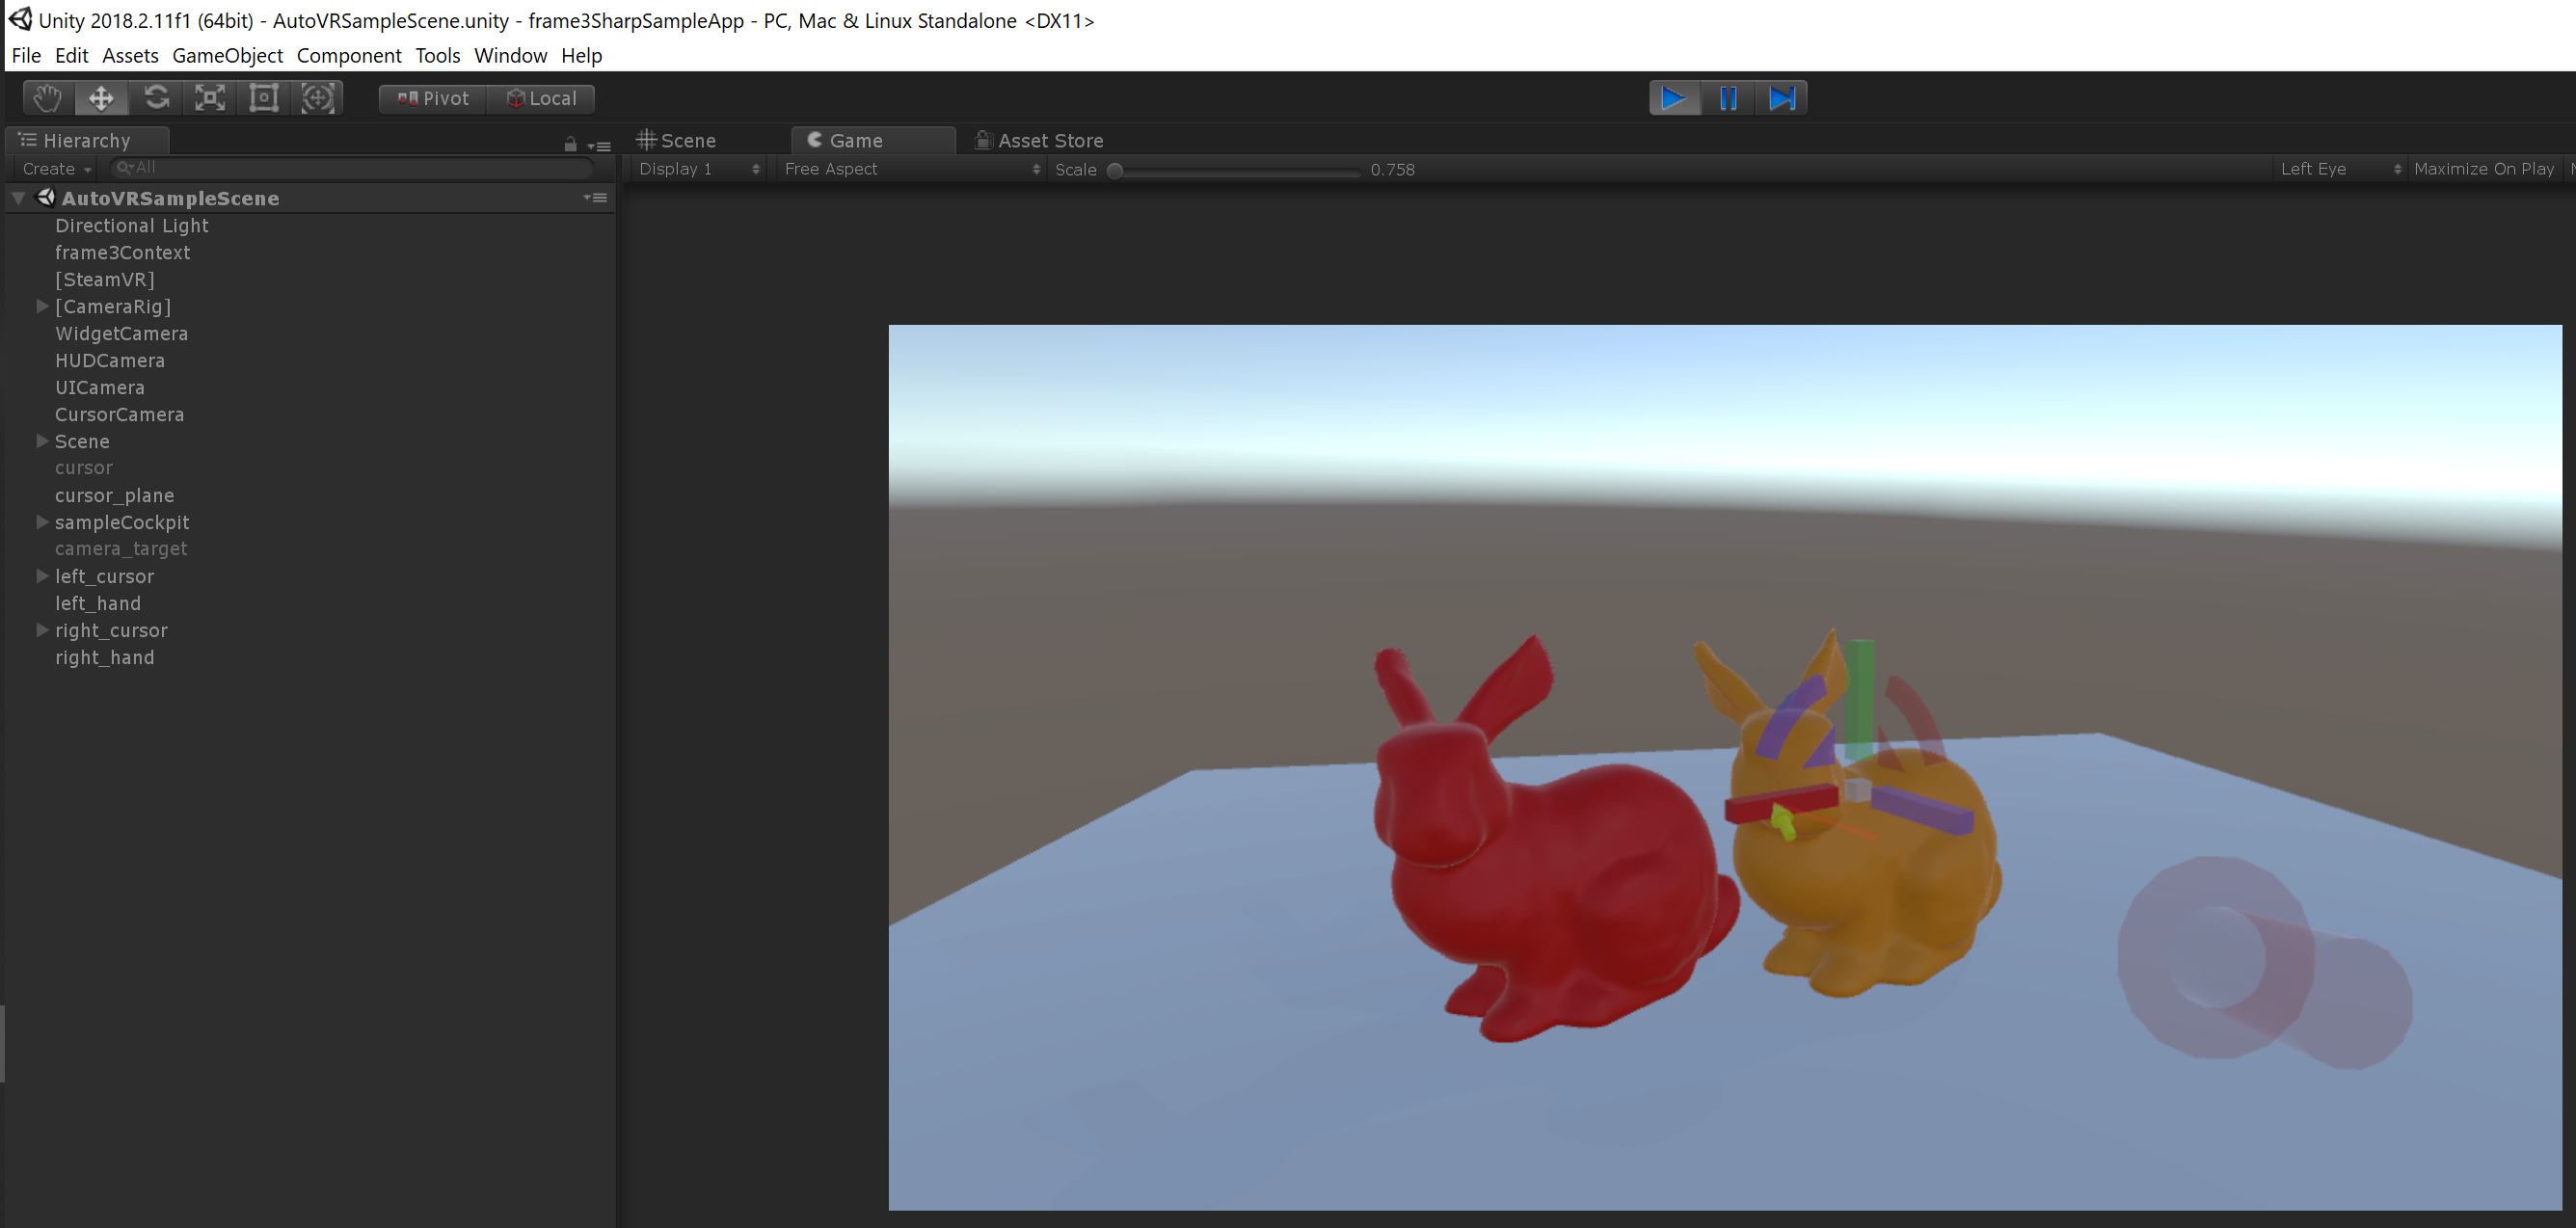 Unity 2018.2.11f1 (64bit) - AutoVRSampleScene.unity - frame3SharpSampleApp - PC, Mac & Linux Standalone <DX11>
File Edit Assets GameObject Component Tools Window Help
Pivot Local
Hierarchy
Scene Game Asset Store
Create All
Display 1 Free Aspect Scale 0.758 Left Eye Maximize On Play
AutoVRSampleScene
Directional Light
frame3Context
[SteamVR]
[CameraRig]
WidgetCamera
HUDCamera
UICamera
CursorCamera
Scene
cursor
cursor_plane
sampleCockpit
camera_target
left_cursor
left_hand
right_cursor
right_hand